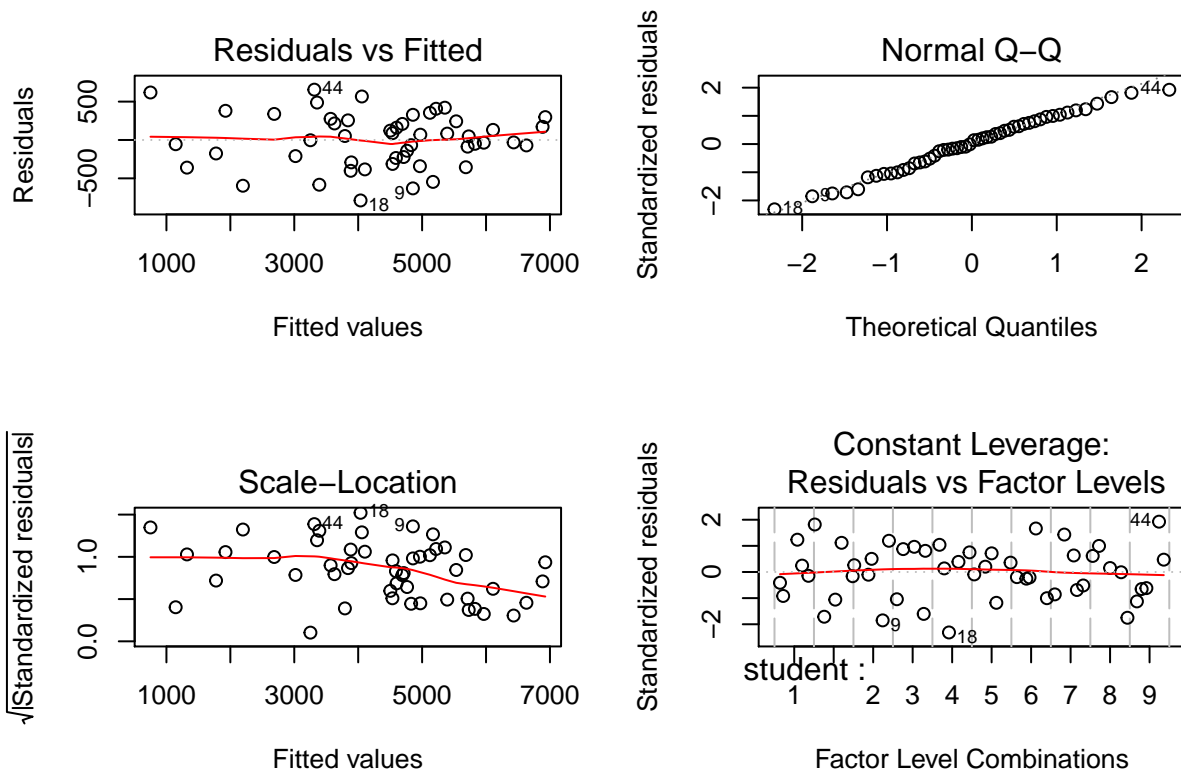 Residuals vs Fitted
Residuals
500
−500
44
9
18
1000 3000 5000 7000
Fitted values
Normal Q−Q
Standardized residuals
2
0
−2
44
9
18
−2 −1 0 1 2
Theoretical Quantiles
Scale−Location
√|Standardized residuals|
1.0
0.0
18
44
9
1000 3000 5000 7000
Fitted values
Constant Leverage:
Residuals vs Factor Levels
Standardized residuals
2
0
−2
44
9
18
student :
1 2 3 4 5 6 7 8 9
Factor Level Combinations